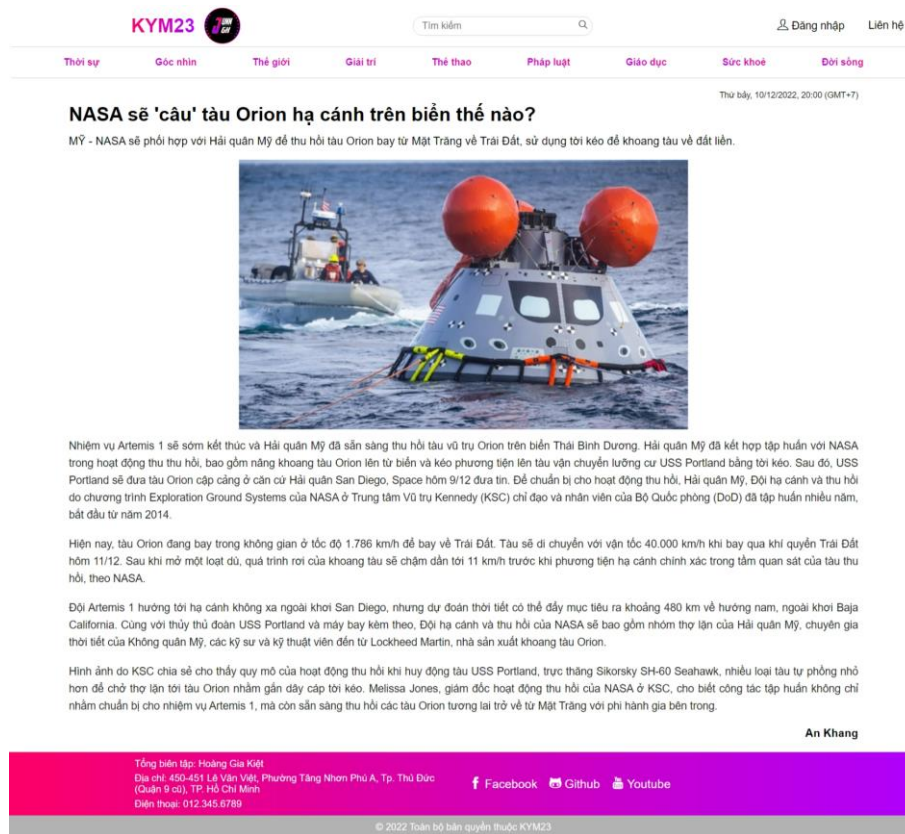 KYM23
JUNN
Gif
Tìm kiếm
Đăng nhập
Liên hệ
Thời sự
Góc nhìn
Thế giới
Giải trí
Thể thao
Pháp luật
Giáo dục
Sức khoẻ
Đời sống
Thứ bảy, 10/12/2022, 20:00 (GMT+7)
NASA sẽ 'câu' tàu Orion hạ cánh trên biển thế nào?
MỸ - NASA sẽ phối hợp với Hải quân Mỹ để thu hồi tàu Orion bay từ Mặt Trăng về Trái Đất, sử dụng tời kéo để khoang tàu về đất liền.
Nhiệm vụ Artemis 1 sẽ sớm kết thúc và Hải quân Mỹ đã sẵn sàng thu hồi tàu vũ trụ Orion trên biển Thái Bình Dương. Hải quân Mỹ đã kết hợp tập huấn với NASA
trong hoạt động thu thu hồi, bao gồm nâng khoang tàu Orion lên từ biển và kéo phương tiện lên tàu vận chuyển lưỡng cư USS Portland bằng tời kéo. Sau đó, USS
Portland sẽ đưa tàu Orion cập cảng ở căn cứ Hải quân San Diego, Space hôm 9/12 đưa tin. Để chuẩn bị cho hoạt động thu hồi, Hải quân Mỹ, Đội hạ cánh và thu hồi
do chương trình Exploration Ground Systems của NASA ở Trung tâm Vũ trụ Kennedy (KSC) chỉ đạo và nhân viên của Bộ Quốc phòng (DoD) đã tập huấn nhiều năm,
bắt đầu từ năm 2014.
Hiện nay, tàu Orion đang bay trong không gian ở tốc độ 1.786 km/h để bay về Trái Đất. Tàu sẽ di chuyển với vận tốc 40.000 km/h khi bay qua khí quyển Trái Đất
hôm 11/12. Sau khi mở một loạt dù, quá trình rơi của khoang tàu sẽ chậm dần tới 11 km/h trước khi phương tiện hạ cánh chính xác trong tầm quan sát của tàu thu
hồi, theo NASA.
Đội Artemis 1 hướng tới hạ cánh không xa ngoài khơi San Diego, nhưng dự đoán thời tiết có thể đẩy mục tiêu ra khoảng 480 km về hướng nam, ngoài khơi Baja
California. Cùng với thủy thủ đoàn USS Portland và máy bay kèm theo, Đội hạ cánh và thu hồi của NASA sẽ bao gồm nhóm thợ lặn của Hải quân Mỹ, chuyên gia
thời tiết của Không quân Mỹ, các kỹ sư và kỹ thuật viên đến từ Lockheed Martin, nhà sản xuất khoang tàu Orion.
Hình ảnh do KSC chia sẻ cho thấy quy mô của hoạt động thu hồi khi huy động tàu USS Portland, trực thăng Sikorsky SH-60 Seahawk, nhiều loại tàu tự phồng nhỏ
hơn để chở thợ lặn tới tàu Orion nhằm gắn dây cáp tời kéo. Melissa Jones, giám đốc hoạt động thu hồi của NASA ở KSC, cho biết công tác tập huấn không chỉ
nhằm chuẩn bị cho nhiệm vụ Artemis 1, mà còn sẵn sàng thu hồi các tàu Orion tương lai trở về từ Mặt Trăng với phi hành gia bên trong.
An Khang
Tổng biên tập: Hoàng Gia Kiệt
Địa chỉ: 450-451 Lê Văn Việt, Phường Tăng Nhơn Phú A, Tp. Thủ Đức
(Quận 9 cũ), TP. Hồ Chí Minh
Điện thoại: 012.345.6789
Facebook
Github
Youtube
© 2022 Toàn bộ bản quyền thuộc KYM23